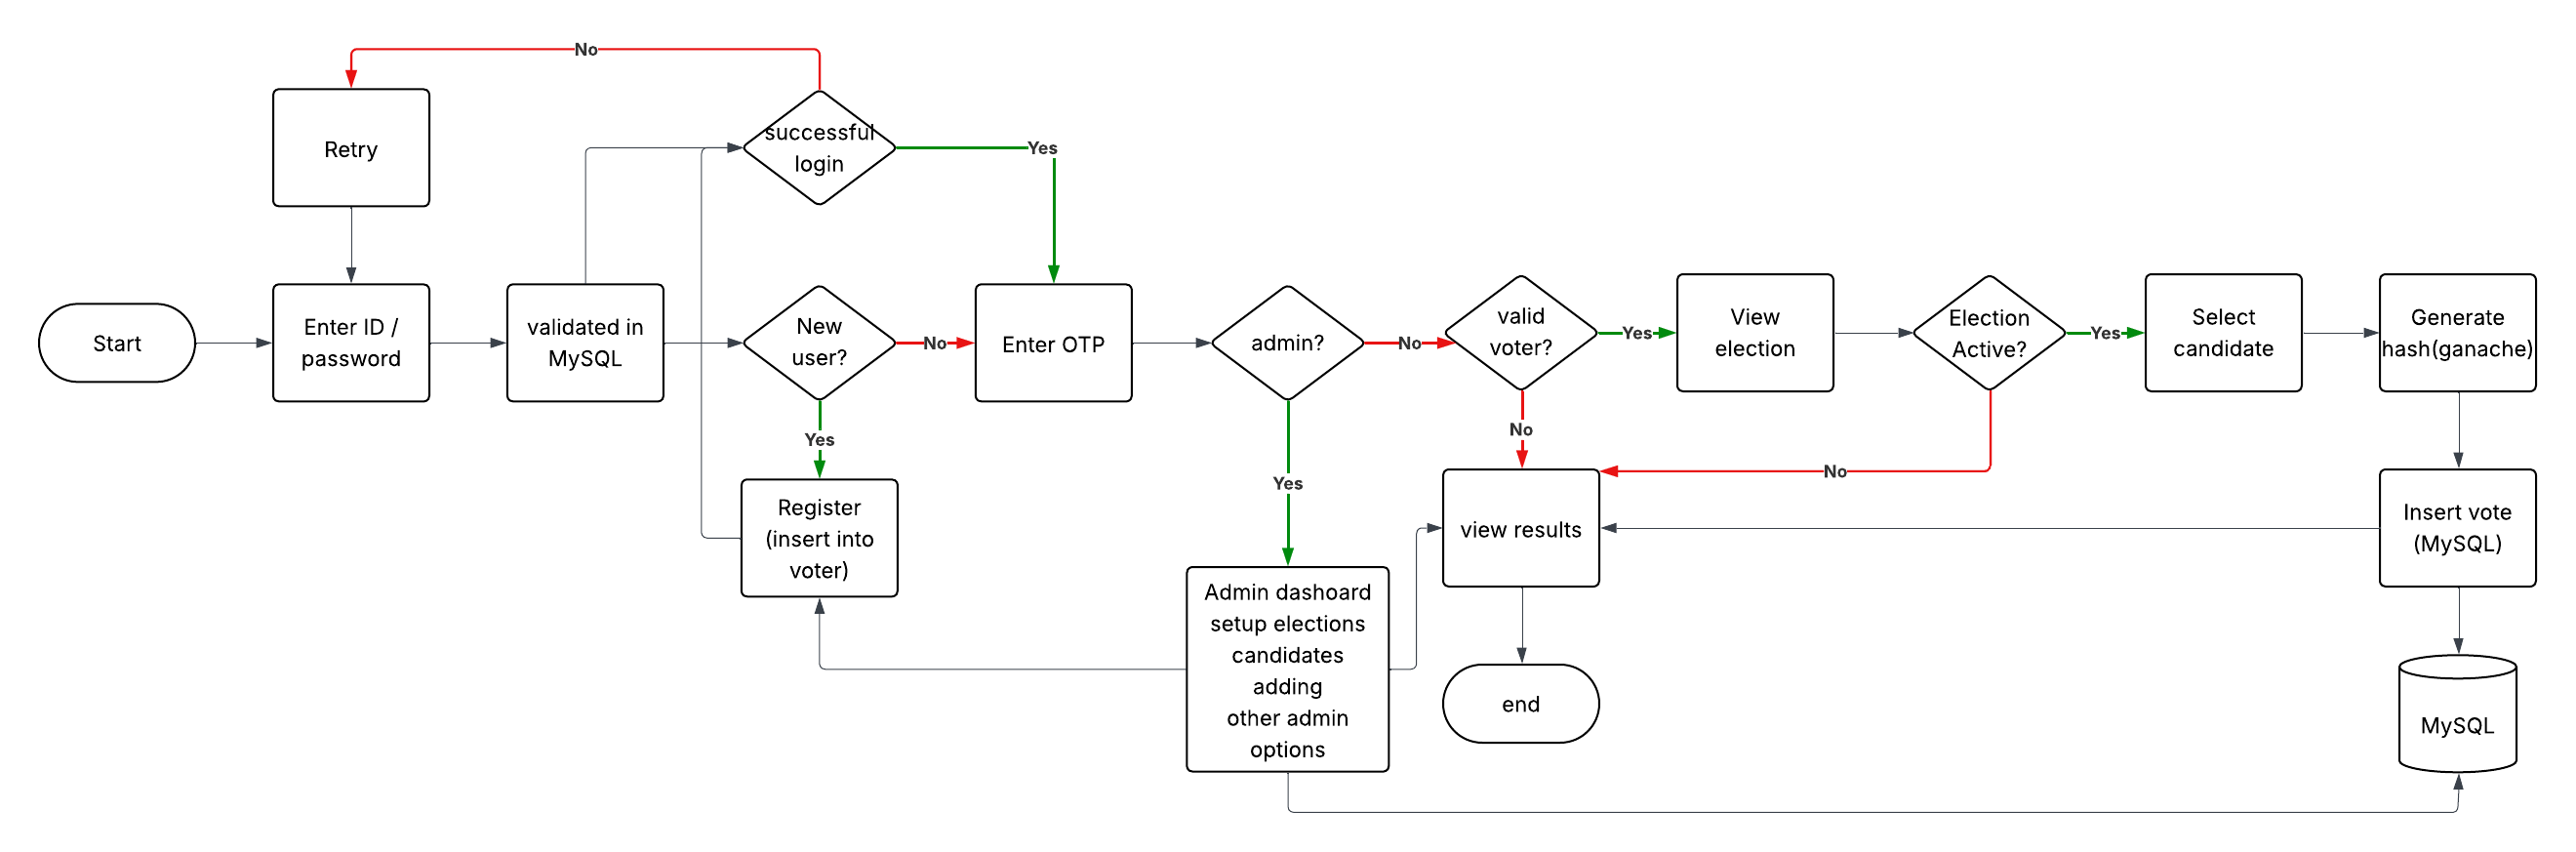 No
Retry
successful
login
Yes
Start
Enter ID /
password
validated in
MySQL
New
user?
No
Enter OTP
admin?
No
valid
voter?
Yes
View
election
Election
Active?
Yes
Select
candidate
Generate
hash(ganache)
Yes
No
Yes
No
Register
(insert into
voter)
view results
Insert vote
(MySQL)
Admin dashoard
setup elections
candidates
adding
other admin
options
end
MySQL